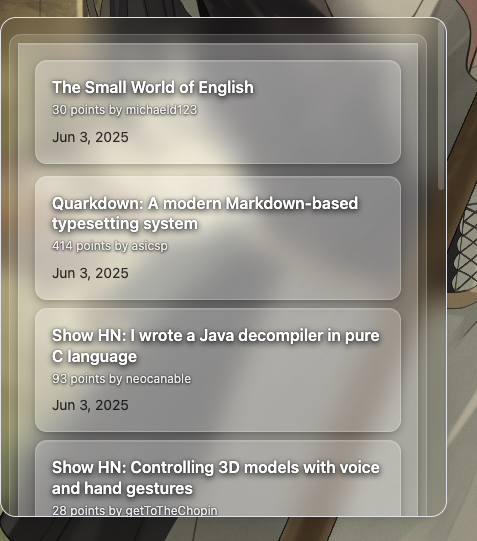 The Small World of English
30 points by michaeld123
Jun 3, 2025
Quarkdown: A modern Markdown-based
typesetting system
414 points by asicsp
Jun 3, 2025
Show HN: I wrote a Java decompiler in pure
C language
93 points by neocanable
Jun 3, 2025
Show HN: Controlling 3D models with voice
and hand gestures
28 points by getToTheChopin